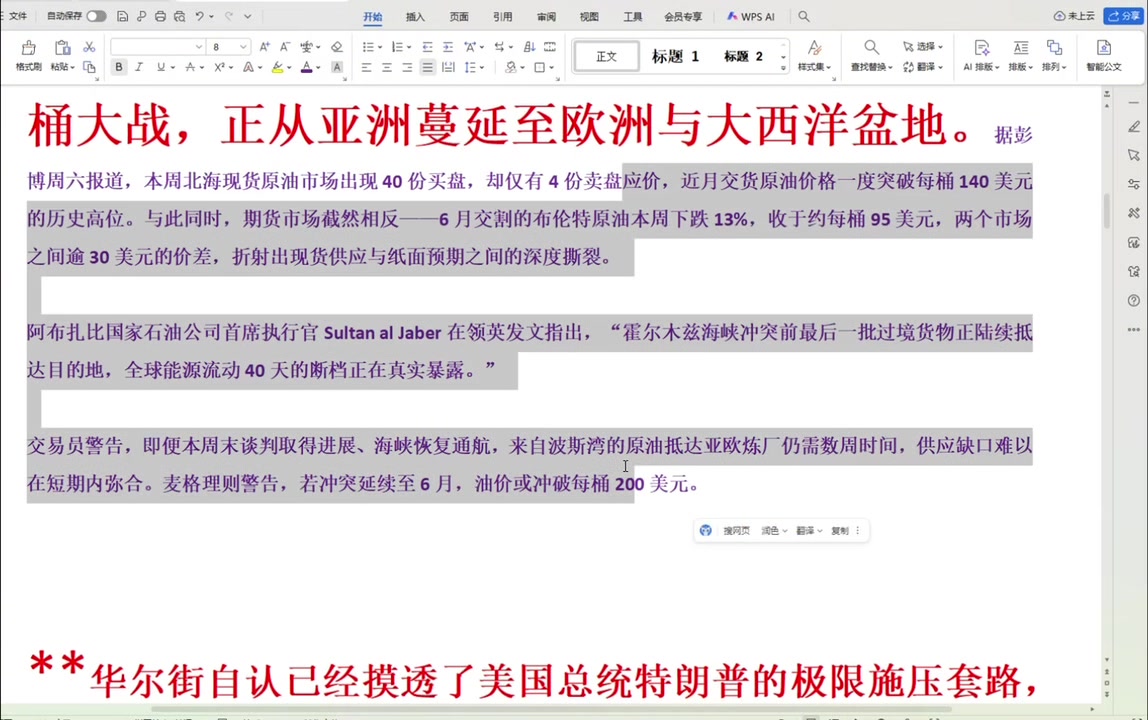 文件 自动保存 开始 插入 页面 引用 审阅 视图 工具 会员专享 WPS AI 未上云 分享
8
格式刷 粘贴 B I U A X² A A A 正文 标题 1 标题 2 样式集 查找替换 选择 翻译 AI 排版 排版 排列 智能公文
桶大战，正从亚洲蔓延至欧洲与大西洋盆地。据彭
博周六报道，本周北海现货原油市场出现 40 份买盘，却仅有 4 份卖盘应价，近月交货原油价格一度突破每桶 140 美元
的历史高位。与此同时，期货市场截然相反——6 月交割的布伦特原油本周下跌 13%，收于约每桶 95 美元，两个市场
之间逾 30 美元的价差，折射出现货供应与纸面预期之间的深度撕裂。
阿布扎比国家石油公司首席执行官 Sultan al Jaber 在领英发文指出，“霍尔木兹海峡冲突前最后一批过境货物正陆续抵
达目的地，全球能源流动 40 天的断档正在真实暴露。”
交易员警告，即便本周末谈判取得进展、海峡恢复通航，来自波斯湾的原油抵达亚欧炼厂仍需数周时间，供应缺口难以
在短期内弥合。麦格理则警告，若冲突延续至 6 月，油价或冲破每桶 200 美元。
搜网页 润色 翻译 复制
**华尔街自认已经摸透了美国总统特朗普的极限施压套路，